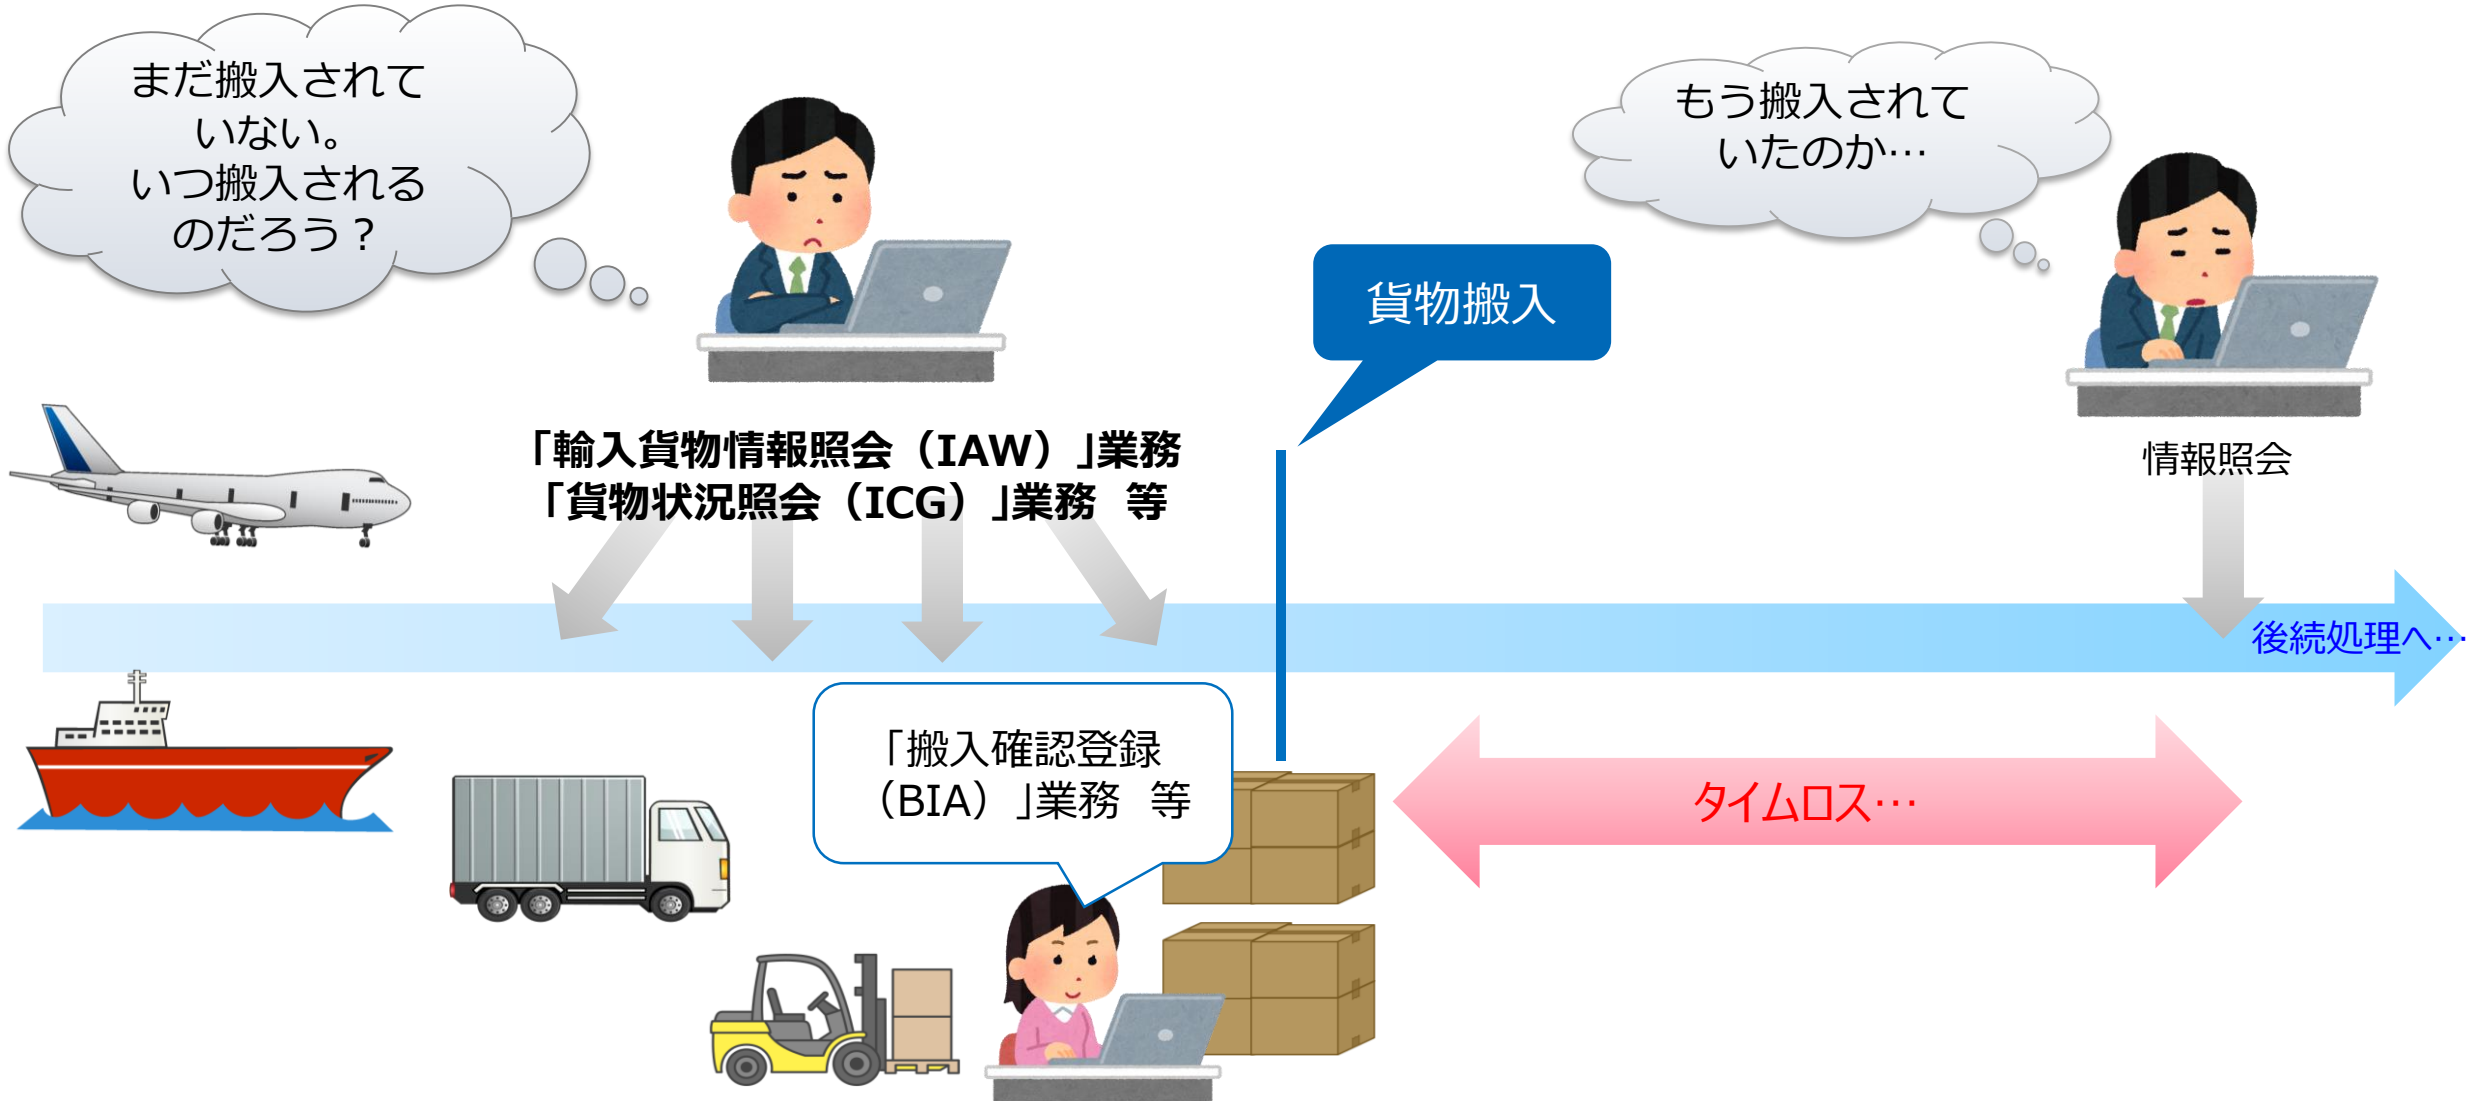 まだ搬入されて
いない。
いつ搬入される
のだろう？
もう搬入されて
いたのか…
貨物搬入
「輸入貨物情報照会（IAW）」業務
「貨物状況照会（ICG）」業務　等
情報照会
後続処理へ…
「搬入確認登録
（BIA）」業務　等
タイムロス…